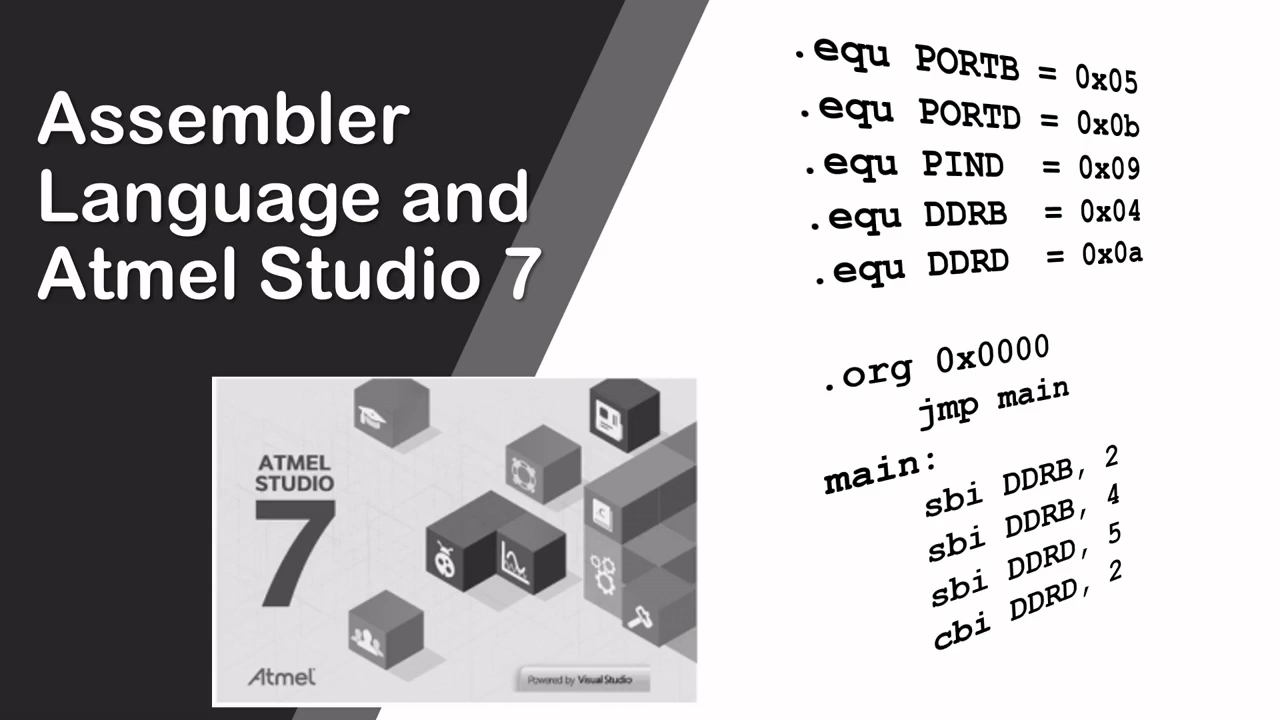 Assembler
Language and
Atmel Studio 7
.equ PORTB = 0x05
.equ PORTD = 0x0b
.equ PIND = 0x09
.equ DDRB = 0x04
.equ DDRD = 0x0a
.org 0x0000
jmp main
main:
sbi DDRB, 2
sbi DDRB, 4
sbi DDRD, 5
cbi DDRD, 2
ATMEL
STUDIO
7
C
Atmel
Powered by Visual Studio